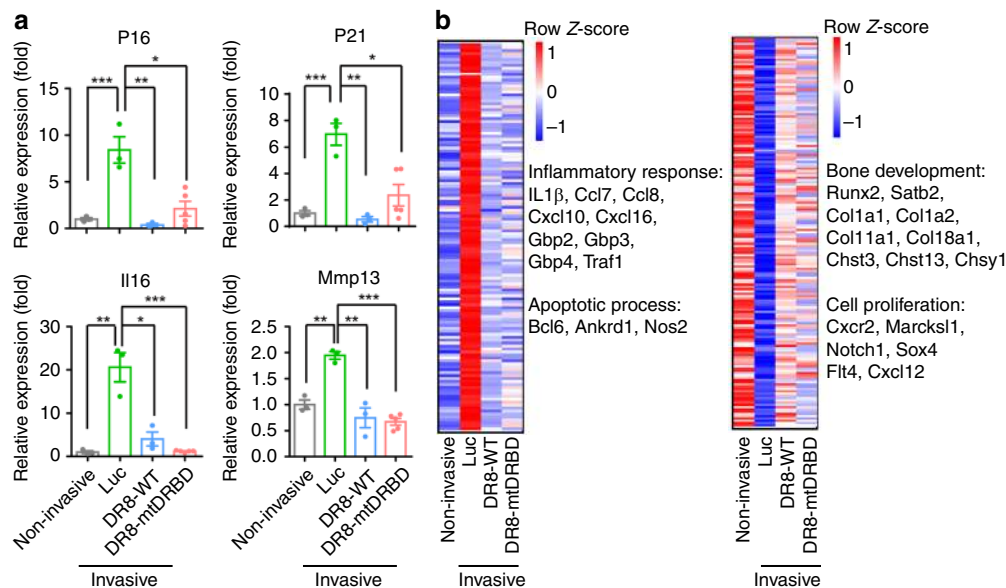 a
P16
Relative expression (fold)
15
10
5
0
***
**
*
P21
Relative expression (fold)
10
8
6
4
2
0
***
**
*
Il16
Relative expression (fold)
30
20
10
0
**
*
***
Non-invasive
Luc
DR8-WT
DR8-mtDRBD
Invasive
Mmp13
Relative expression (fold)
2.5
2.0
1.5
1.0
0.5
0.0
**
**
***
Non-invasive
Luc
DR8-WT
DR8-mtDRBD
Invasive
b
Row Z-score
1
0
–1
Inflammatory response:
IL1β, Ccl7, Ccl8,
Cxcl10, Cxcl16,
Gbp2, Gbp3,
Gbp4, Traf1
Apoptotic process:
Bcl6, Ankrd1, Nos2
Non-invasive
Luc
DR8-WT
DR8-mtDRBD
Invasive
Row Z-score
1
0
–1
Bone development:
Runx2, Satb2,
Col1a1, Col1a2,
Col11a1, Col18a1,
Chst3, Chst13, Chsy1
Cell proliferation:
Cxcr2, Marcksl1,
Notch1, Sox4
Flt4, Cxcl12
Non-invasive
Luc
DR8-WT
DR8-mtDRBD
Invasive